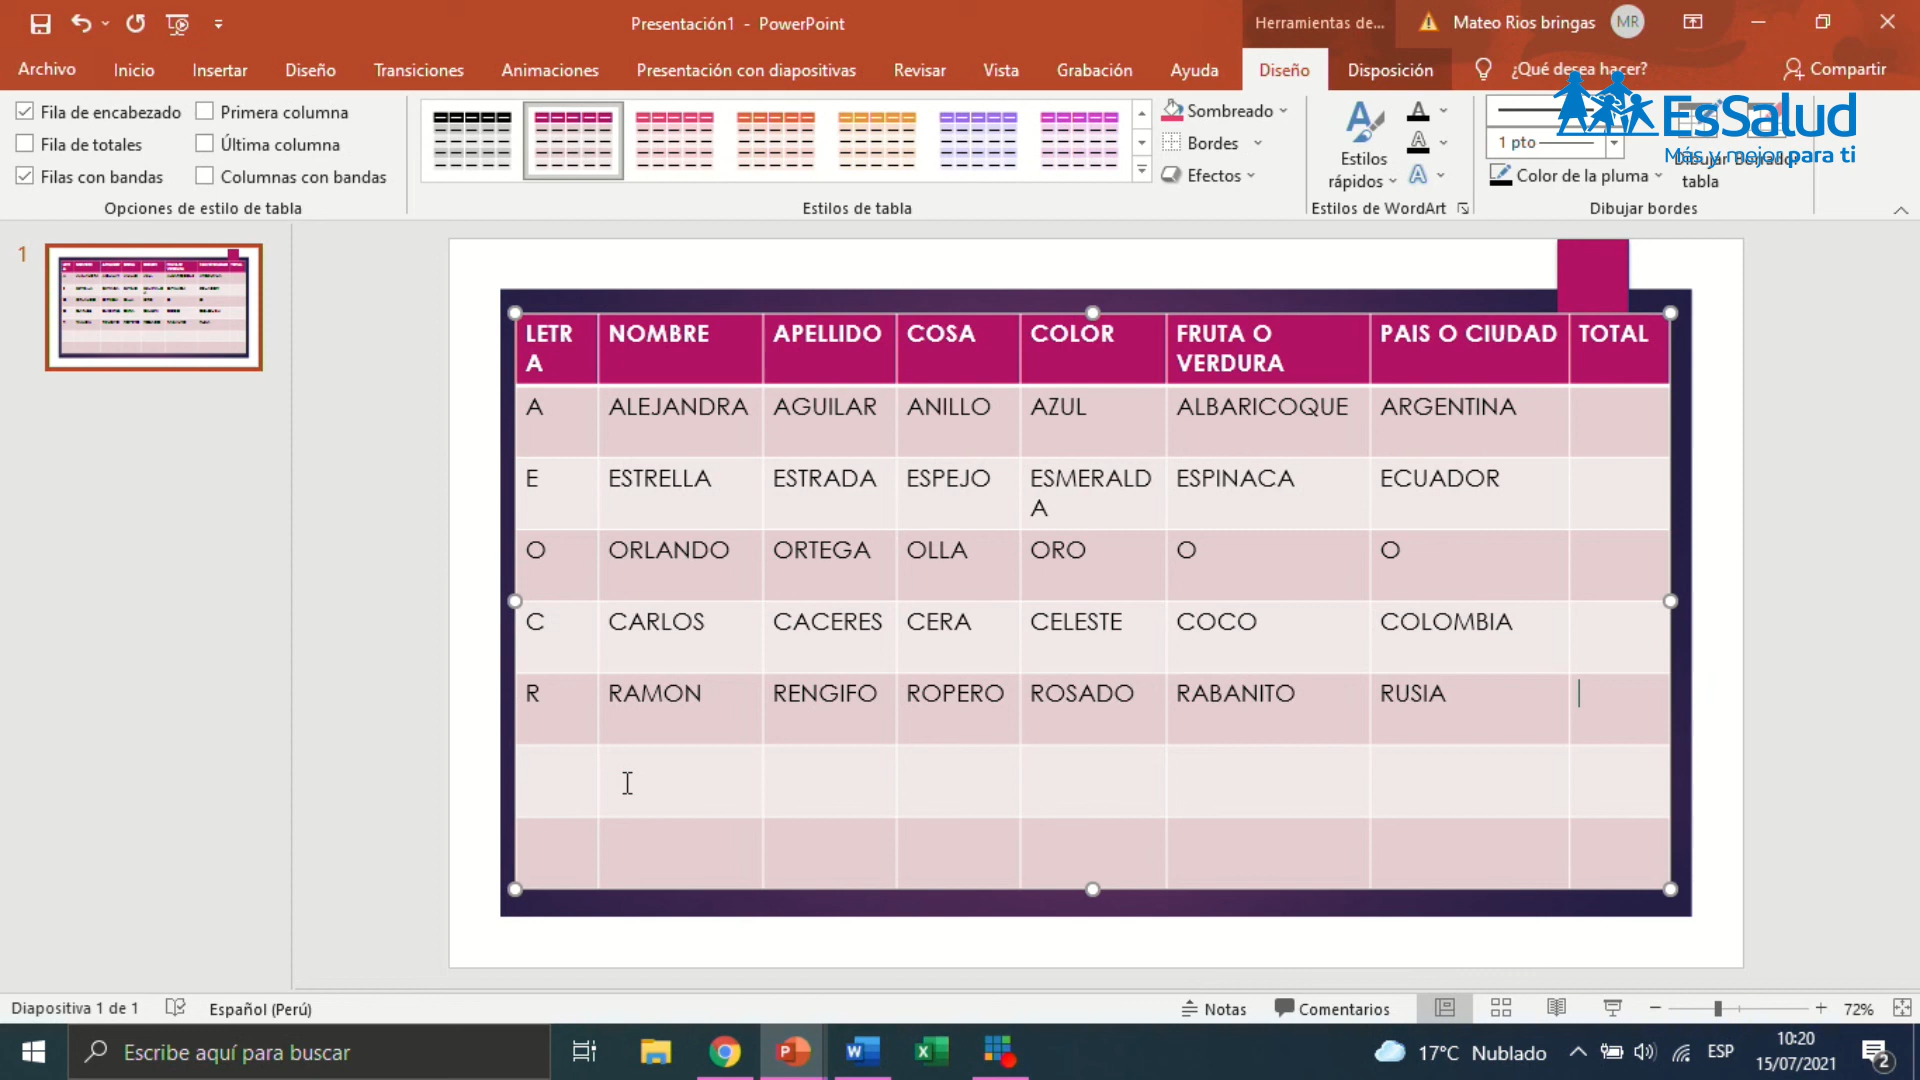 Presentación1 - PowerPoint
Herramientas de...
Mateo Rios bringas
MR
Archivo
Inicio
Insertar
Diseño
Transiciones
Animaciones
Presentación con diapositivas
Revisar
Vista
Grabación
Ayuda
Diseño
Disposición
¿Qué desea hacer?
Compartir
Fila de encabezado
Primera columna
Fila de totales
Última columna
Filas con bandas
Columnas con bandas
Opciones de estilo de tabla
Estilos de tabla
Sombreado
Bordes
Efectos
Estilos
rápidos
Estilos de WordArt
1 pto
Color de la pluma
Dibujar Borrador
tabla
Dibujar bordes
EsSalud
Más y mejor para ti
1
LETR
A
NOMBRE
APELLIDO
COSA
COLOR
FRUTA O
VERDURA
PAIS O CIUDAD
TOTAL
A ALEJANDRA AGUILAR ANILLO AZUL ALBARICOQUE ARGENTINA
E ESTRELLA ESTRADA ESPEJO ESMERALD
A
ESPINACA ECUADOR
O ORLANDO ORTEGA OLLA ORO O O
C CARLOS CACERES CERA CELESTE COCO COLOMBIA
R RAMON RENGIFO ROPERO ROSADO RABANITO RUSIA
Diapositiva 1 de 1
Español (Perú)
Notas
Comentarios
72%
Escribe aquí para buscar
17°C Nublado
ESP
10:20
15/07/2021
2